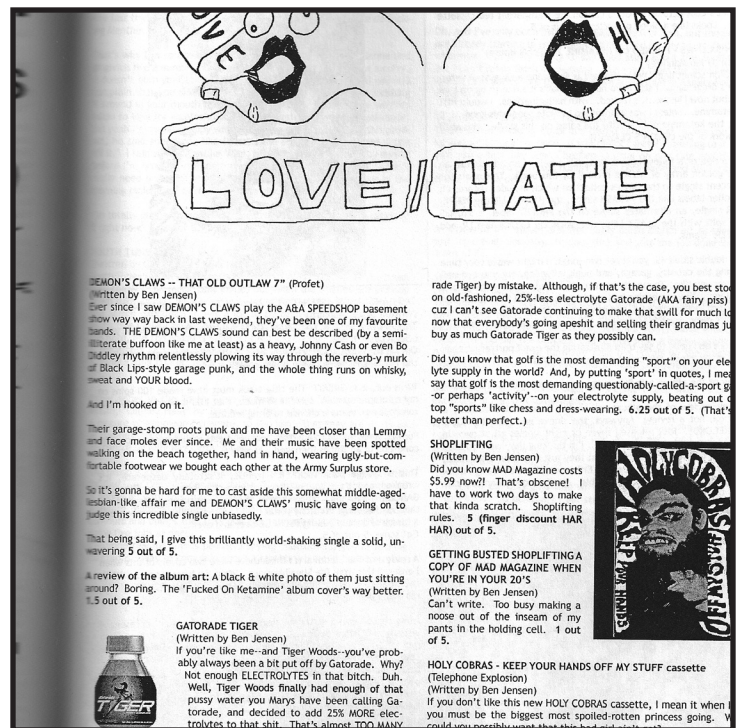 LOVE
HA
LOVE / HATE
DEMON'S CLAWS -- THAT OLD OUTLAW 7" (Profet)
(Written by Ben Jensen)
Ever since I saw DEMON'S CLAWS play the A&A SPEEDSHOP basement
show way way back in last weekend, they've been one of my favourite
bands. THE DEMON'S CLAWS sound can best be described (by a semi-
illiterate buffoon like me at least) as a heavy, Johnny Cash or even Bo
Diddley rhythm relentlessly plowing its way through the reverb-y murk
of Black Lips-style garage punk, and the whole thing runs on whisky,
sweat and YOUR blood.
And I'm hooked on it.
Their garage-stomp roots punk and me have been closer than Lemmy
and face moles ever since. Me and their music have been spotted
walking on the beach together, hand in hand, wearing ugly-but-com-
fortable footwear we bought each other at the Army Surplus store.
So it's gonna be hard for me to cast aside this somewhat middle-aged-
lesbian-like affair me and DEMON'S CLAWS' music have going on to
judge this incredible single unbiasedly.
That being said, I give this brilliantly world-shaking single a solid, un-
wavering 5 out of 5.
A review of the album art: A black & white photo of them just sitting
around? Boring. The 'Fucked On Ketamine' album cover's way better.
1.5 out of 5.
TIGER
GATORADE TIGER
(Written by Ben Jensen)
If you're like me--and Tiger Woods--you've prob-
ably always been a bit put off by Gatorade. Why?
Not enough ELECTROLYTES in that bitch. Duh.
Well, Tiger Woods finally had enough of that
pussy water you Marys have been calling Ga-
torade, and decided to add 25% MORE elec-
trolytes to that shit. That's almost TOO MANY
rade Tiger) by mistake. Although, if that's the case, you best sto
on old-fashioned, 25%-less electrolyte Gatorade (AKA fairy piss)
cuz I can't see Gatorade continuing to make that swill for much lo
now that everybody's going apeshit and selling their grandmas ju
buy as much Gatorade Tiger as they possibly can.
Did you know that golf is the most demanding "sport" on your ele
lyte supply in the world? And, by putting 'sport' in quotes, I mea
say that golf is the most demanding questionably-called-a-sport ga
-or perhaps 'activity'--on your electrolyte supply, beating out
top "sports" like chess and dress-wearing. 6.25 out of 5. (That's
better than perfect.)
SHOPLIFTING
(Written by Ben Jensen)
Did you know MAD Magazine costs
$5.99 now?! That's obscene! I
have to work two days to make
that kinda scratch. Shoplifting
rules. 5 (finger discount HAR
HAR) out of 5.
GETTING BUSTED SHOPLIFTING A
COPY OF MAD MAGAZINE WHEN
YOU'RE IN YOUR 20'S
(Written by Ben Jensen)
Can't write. Too busy making a
noose out of the inseam of my
pants in the holding cell. 1 out
of 5.
HOLY COBRAS
KEEP YOUR HANDS
OFF MY STUFF
HOLY COBRAS - KEEP YOUR HANDS OFF MY STUFF cassette
(Telephone Explosion)
(Written by Ben Jensen)
If you don't like this new HOLY COBRAS cassette, I mean it when I
you must be the biggest most spoiled-rotten princess going. W
could you possibly want that this bad girl ain't got?